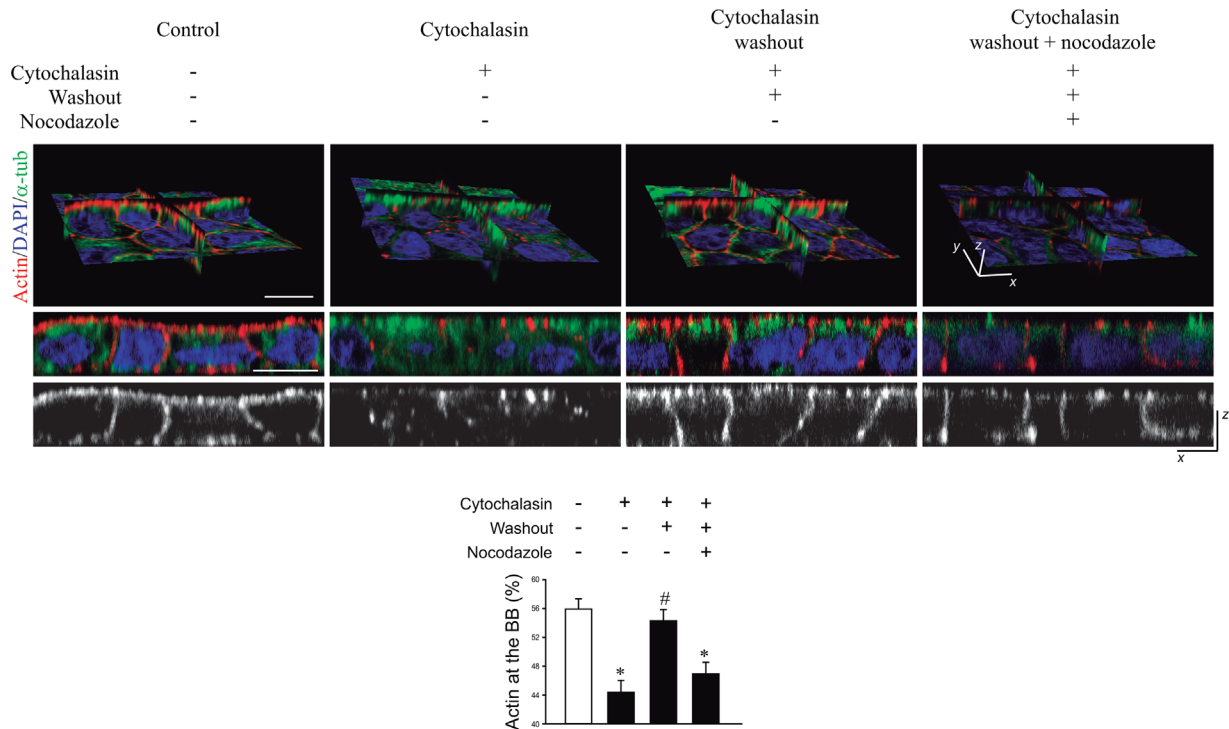 Control Cytochalasin Cytochalasin washout Cytochalasin washout + nocodazole
Cytochalasin - + + +
Washout - - + +
Nocodazole - - - +
Actin/DAPI/α-tub
y z x
z
x
Cytochalasin - + + +
Washout - - + +
Nocodazole - - - +
Actin at the BB (%)
60
56
52
48
44
40
* # *